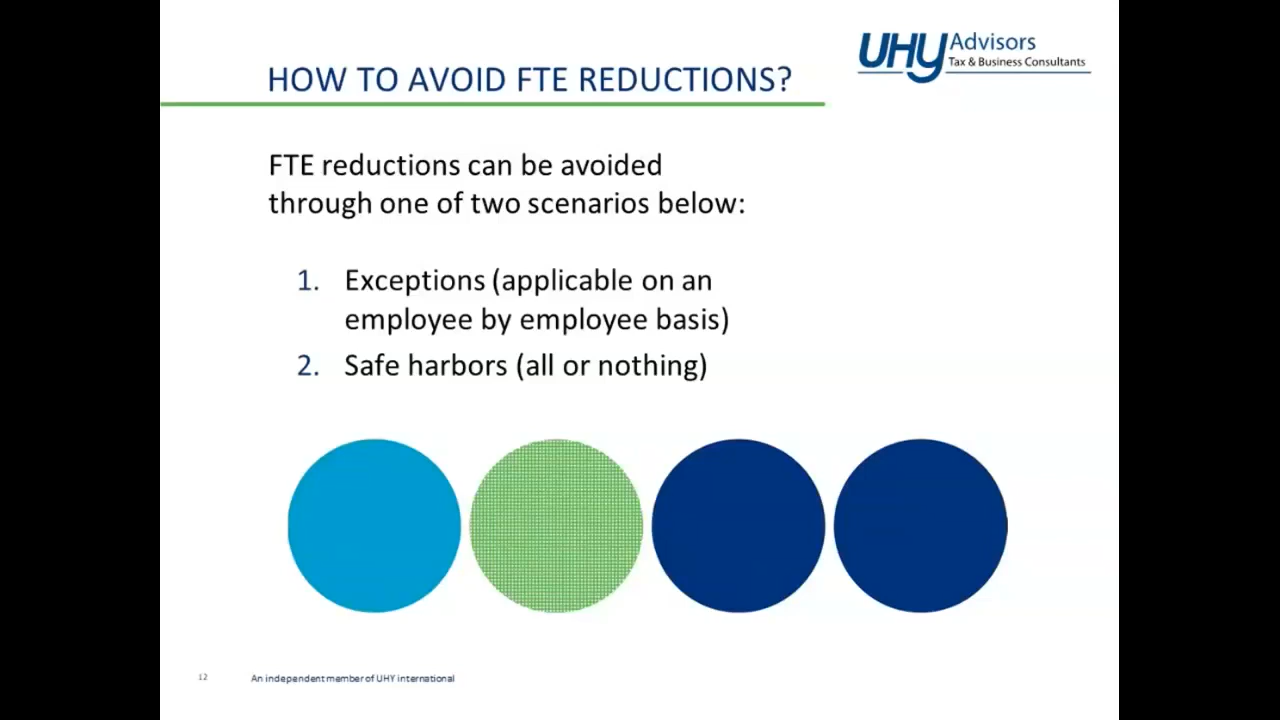 UHY Advisors
Tax & Business Consultants
HOW TO AVOID FTE REDUCTIONS?
FTE reductions can be avoided
through one of two scenarios below:
1. Exceptions (applicable on an
employee by employee basis)
2. Safe harbors (all or nothing)
12 An independent member of UHY international